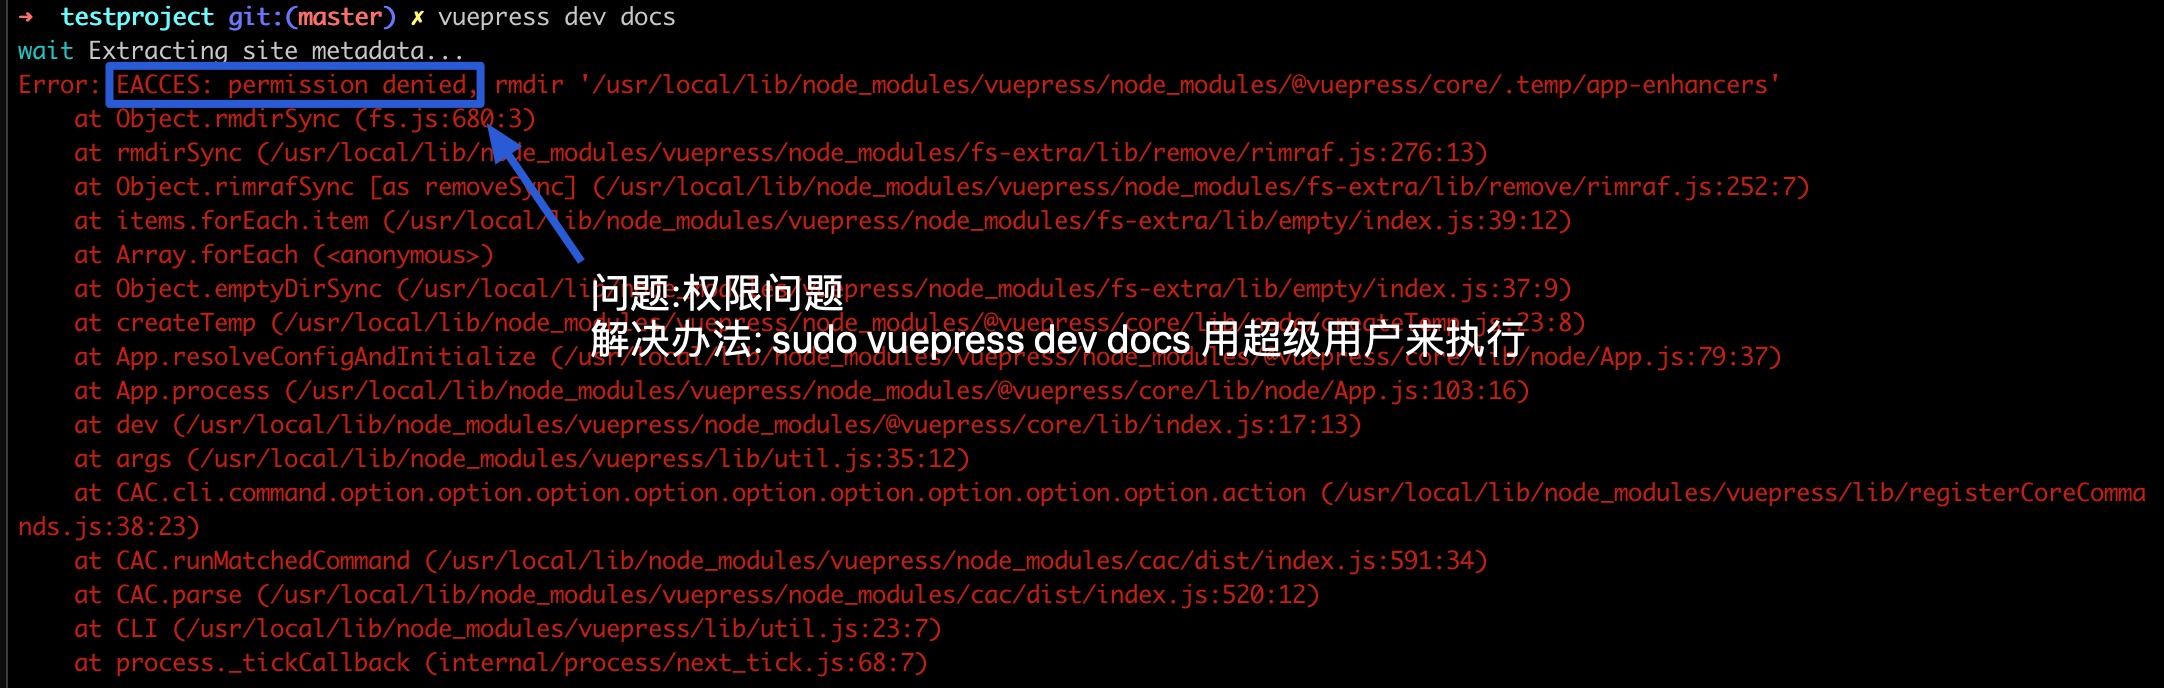 ➜ testproject git:(master) ✗ vuepress dev docs
wait Extracting site metadata...
Error: EACCES: permission denied, rmdir '/usr/local/lib/node_modules/vuepress/node_modules/@vuepress/core/.temp/app-enhancers'
at Object.rmdirSync (fs.js:680:3)
at rmdirSync (/usr/local/lib/node_modules/vuepress/node_modules/fs-extra/lib/remove/rimraf.js:276:13)
at Object.rimrafSync [as removeSync] (/usr/local/lib/node_modules/vuepress/node_modules/fs-extra/lib/remove/rimraf.js:252:7)
at items.forEach.item (/usr/local/lib/node_modules/vuepress/node_modules/fs-extra/lib/empty/index.js:39:12)
at Array.forEach (<anonymous>)
at Object.emptyDirSync (/usr/local/lib/node_modules/vuepress/node_modules/fs-extra/lib/empty/index.js:37:9)
问题:权限问题
at createTemp (/usr/local/lib/node_modules/vuepress/node_modules/@vuepress/core/lib/node/createTemp.js:23:8)
解决办法: sudo vuepress dev docs 用超级用户来执行
at App.resolveConfigAndInitialize (/usr/local/lib/node_modules/vuepress/node_modules/@vuepress/core/lib/node/App.js:79:37)
at App.process (/usr/local/lib/node_modules/vuepress/node_modules/@vuepress/core/lib/node/App.js:103:16)
at dev (/usr/local/lib/node_modules/vuepress/node_modules/@vuepress/core/lib/index.js:17:13)
at args (/usr/local/lib/node_modules/vuepress/lib/util.js:35:12)
at CAC.cli.command.option.option.option.option.option.option.option.option.action (/usr/local/lib/node_modules/vuepress/lib/registerCoreComma
nds.js:38:23)
at CAC.runMatchedCommand (/usr/local/lib/node_modules/vuepress/node_modules/cac/dist/index.js:591:34)
at CAC.parse (/usr/local/lib/node_modules/vuepress/node_modules/cac/dist/index.js:520:12)
at CLI (/usr/local/lib/node_modules/vuepress/lib/util.js:23:7)
at process._tickCallback (internal/process/next_tick.js:68:7)